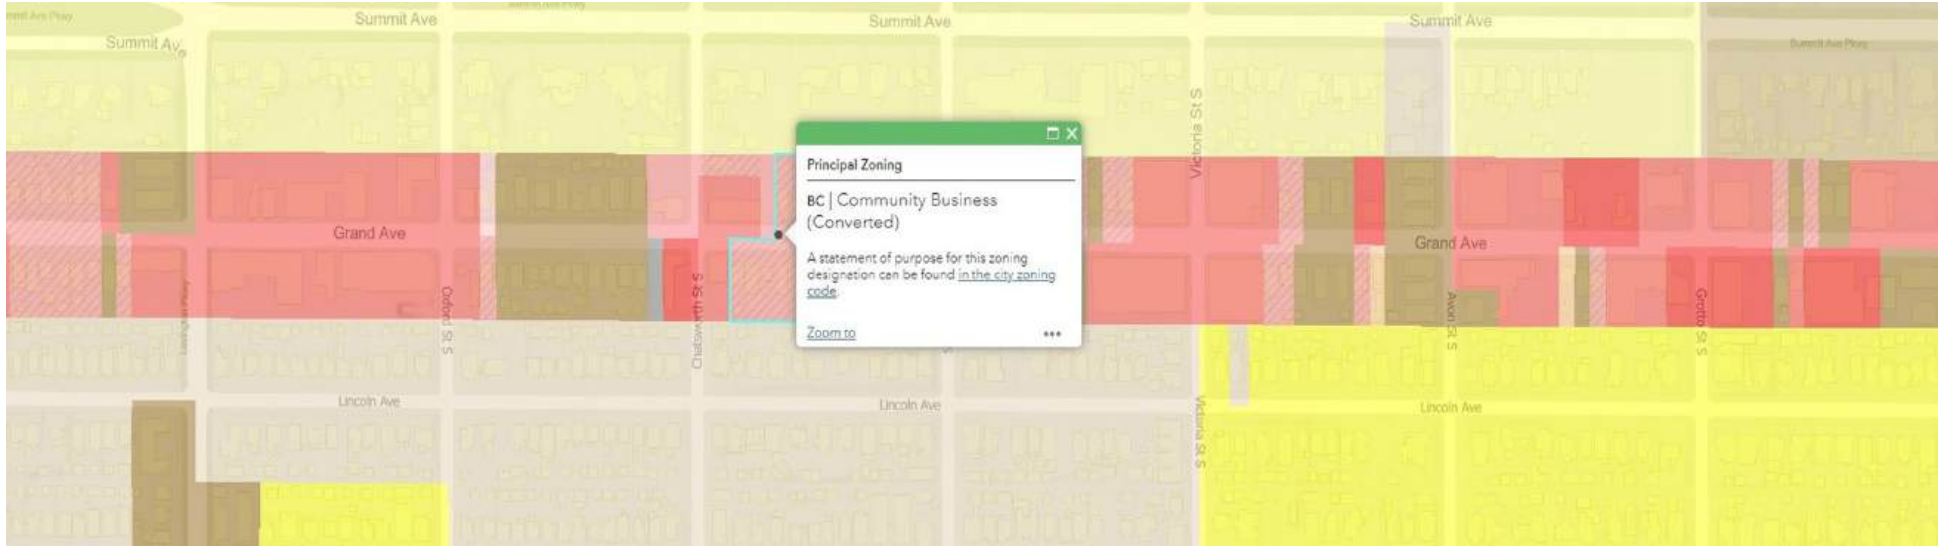 Summit Ave
Summit Ave
Summit Ave
Summit Ave
Summit Ave Pkwy
Victoria St S
Principal Zoning
BC | Community Business
(Converted)
A statement of purpose for this zoning
designation can be found in the city zoning
code.
Zoom to
Grand Ave
Grand Ave
Oxford St S
Chatsworth St S
S
Avon St S
Grotto St S
Lincoln Ave
Lincoln Ave
Lincoln Ave
Victoria St S